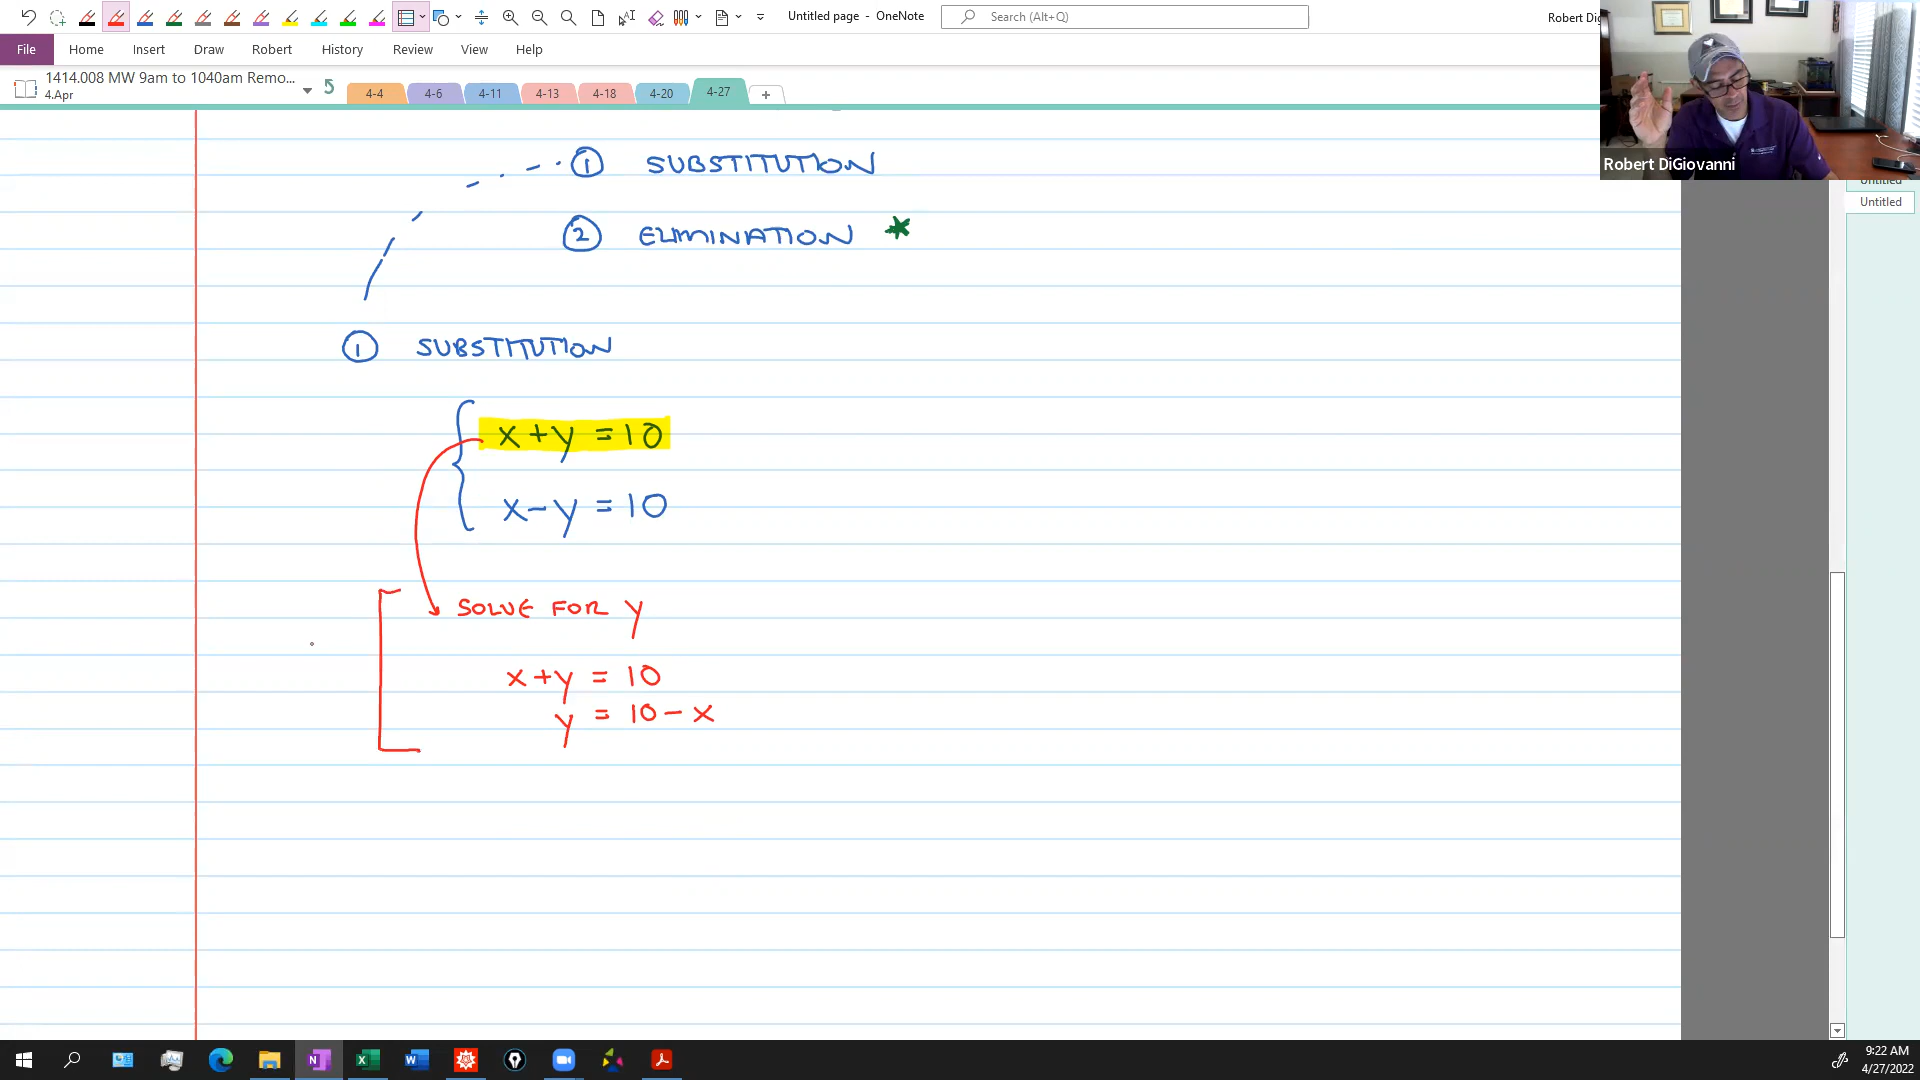 Untitled page - OneNote
Search (Alt+Q)
Robert Di
File Home Insert Draw Robert History Review View Help
1414.008 MW 9am to 1040am Remo...
4.Apr
4-4 4-6 4-11 4-13 4-18 4-20 4-27
Robert DiGiovanni
Untitled
Untitled
① SUBSTITUTION
② ELIMINATION ★
① SUBSTITUTION
x+y = 10
x-y = 10
SOLVE FOR y
x+y = 10
y = 10 - x
9:22 AM
4/27/2022